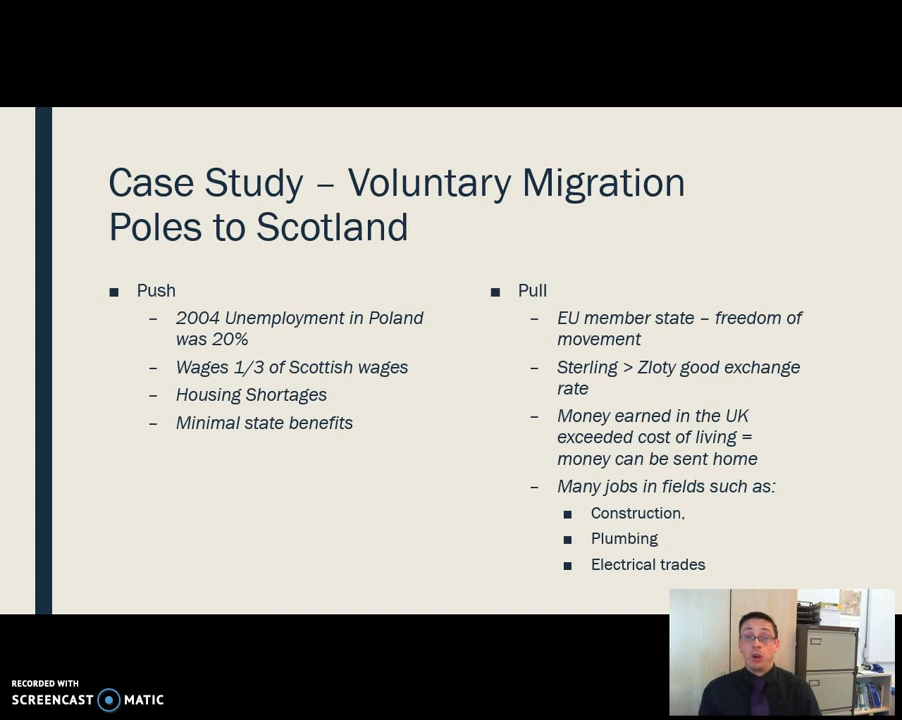 Case Study – Voluntary Migration
Poles to Scotland
■ Push
– 2004 Unemployment in Poland
was 20%
– Wages 1/3 of Scottish wages
– Housing Shortages
– Minimal state benefits
■ Pull
– EU member state – freedom of
movement
– Sterling > Zloty good exchange
rate
– Money earned in the UK
exceeded cost of living =
money can be sent home
– Many jobs in fields such as:
■ Construction,
■ Plumbing
■ Electrical trades
RECORDED WITH
SCREENCAST MATIC